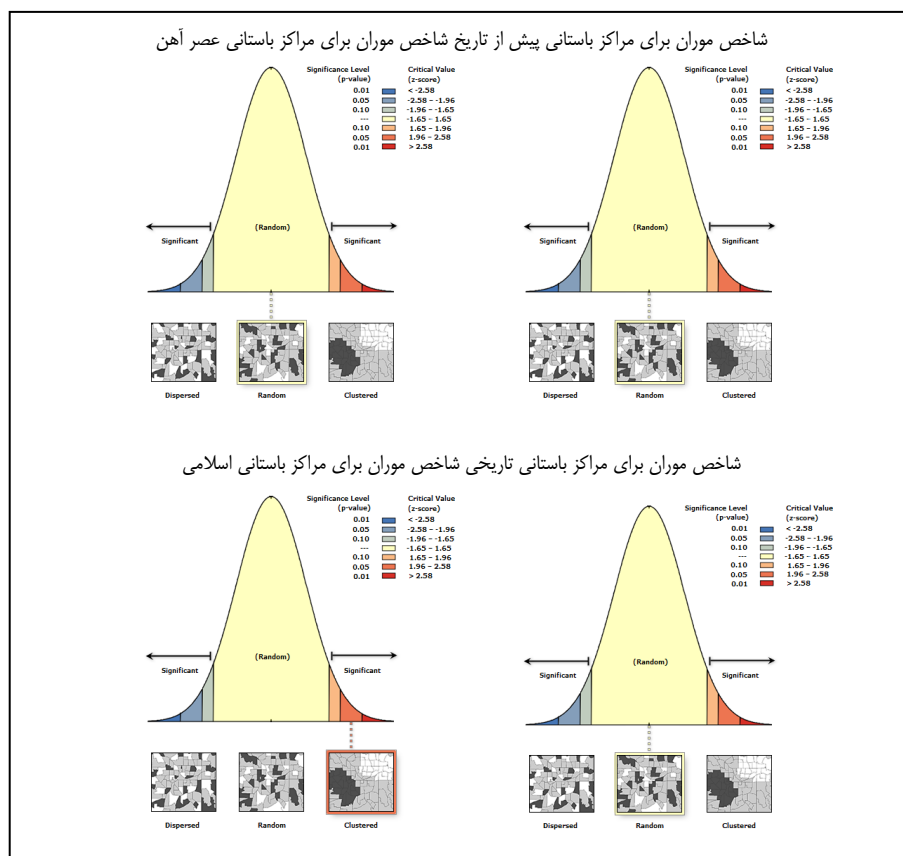 شاخص موران برای مراکز باستانی پیش از تاریخ شاخص موران برای مراکز باستانی عصر آهن
Significance Level (p-value) Critical Value (z-score)
0.01 < -2.58
0.05 -2.58 - -1.96
0.10 -1.96 - -1.65
--- -1.65 - 1.65
0.10 1.65 - 1.96
0.05 1.96 - 2.58
0.01 > 2.58
Significant (Random) Significant
Dispersed Random Clustered
Significance Level (p-value) Critical Value (z-score)
0.01 < -2.58
0.05 -2.58 - -1.96
0.10 -1.96 - -1.65
--- -1.65 - 1.65
0.10 1.65 - 1.96
0.05 1.96 - 2.58
0.01 > 2.58
Significant (Random) Significant
Dispersed Random Clustered
شاخص موران برای مراکز باستانی تاریخی شاخص موران برای مراکز باستانی اسلامی
Significance Level (p-value) Critical Value (z-score)
0.01 < -2.58
0.05 -2.58 - -1.96
0.10 -1.96 - -1.65
--- -1.65 - 1.65
0.10 1.65 - 1.96
0.05 1.96 - 2.58
0.01 > 2.58
Significant (Random) Significant
Dispersed Random Clustered
Significance Level (p-value) Critical Value (z-score)
0.01 < -2.58
0.05 -2.58 - -1.96
0.10 -1.96 - -1.65
--- -1.65 - 1.65
0.10 1.65 - 1.96
0.05 1.96 - 2.58
0.01 > 2.58
Significant (Random) Significant
Dispersed Random Clustered